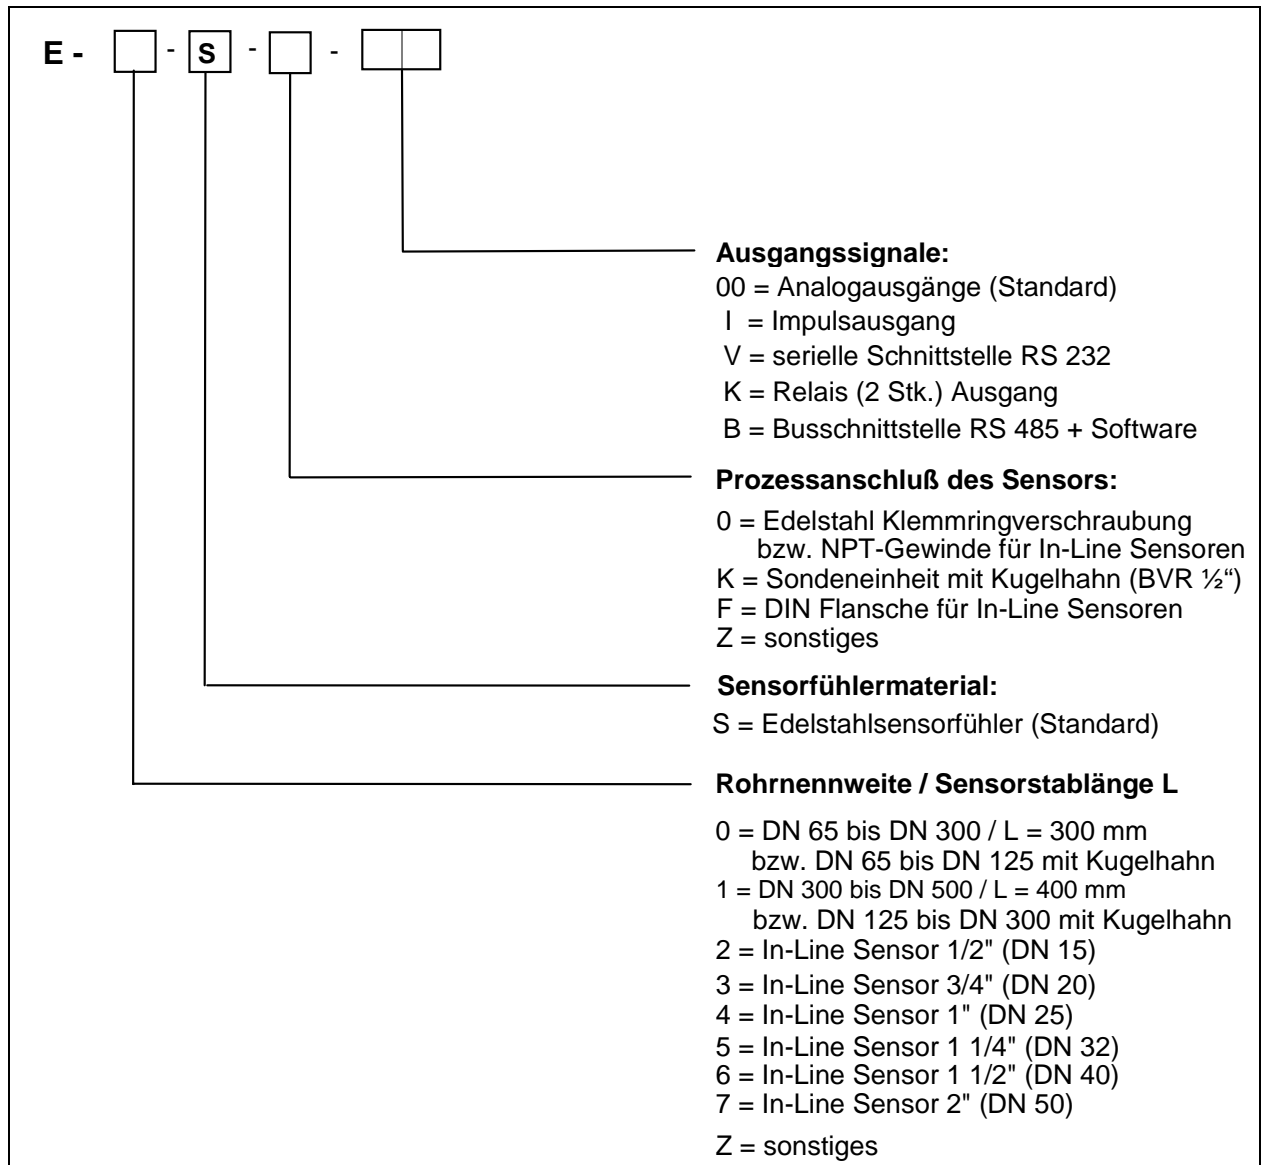 E - - S - -
Ausgangssignale:
00 = Analogausgänge (Standard)
I = Impulsausgang
V = serielle Schnittstelle RS 232
K = Relais (2 Stk.) Ausgang
B = Busschnittstelle RS 485 + Software
Prozessanschluß des Sensors:
0 = Edelstahl Klemmringverschraubung
bzw. NPT-Gewinde für In-Line Sensoren
K = Sondeneinheit mit Kugelhahn (BVR ½“)
F = DIN Flansche für In-Line Sensoren
Z = sonstiges
Sensorfühlermaterial:
S = Edelstahlsensorfühler (Standard)
Rohrnennweite / Sensorstablänge L
0 = DN 65 bis DN 300 / L = 300 mm
bzw. DN 65 bis DN 125 mit Kugelhahn
1 = DN 300 bis DN 500 / L = 400 mm
bzw. DN 125 bis DN 300 mit Kugelhahn
2 = In-Line Sensor 1/2" (DN 15)
3 = In-Line Sensor 3/4" (DN 20)
4 = In-Line Sensor 1" (DN 25)
5 = In-Line Sensor 1 1/4" (DN 32)
6 = In-Line Sensor 1 1/2" (DN 40)
7 = In-Line Sensor 2" (DN 50)
Z = sonstiges